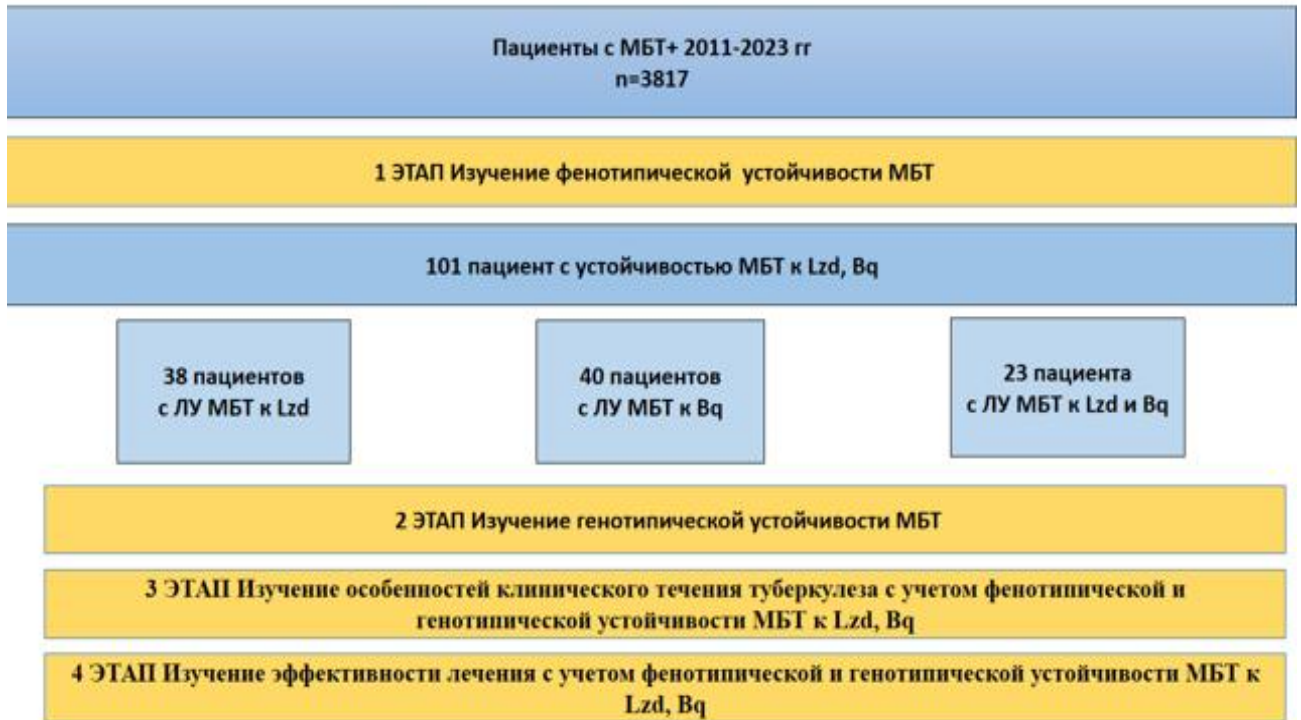 Пациенты с МБТ+ 2011-2023 гг
n=3817
1 ЭТАП Изучение фенотипической устойчивости МБТ
101 пациент с устойчивостью МБТ к Lzd, Bq
38 пациентов
с ЛУ МБТ к Lzd
40 пациентов
с ЛУ МБТ к Bq
23 пациента
с ЛУ МБТ к Lzd и Bq
2 ЭТАП Изучение генотипической устойчивости МБТ
3 ЭТАП Изучение особенностей клинического течения туберкулеза с учетом фенотипической и
генотипической устойчивости МБТ к Lzd, Bq
4 ЭТАП Изучение эффективности лечения с учетом фенотипической и генотипической устойчивости МБТ к
Lzd, Bq